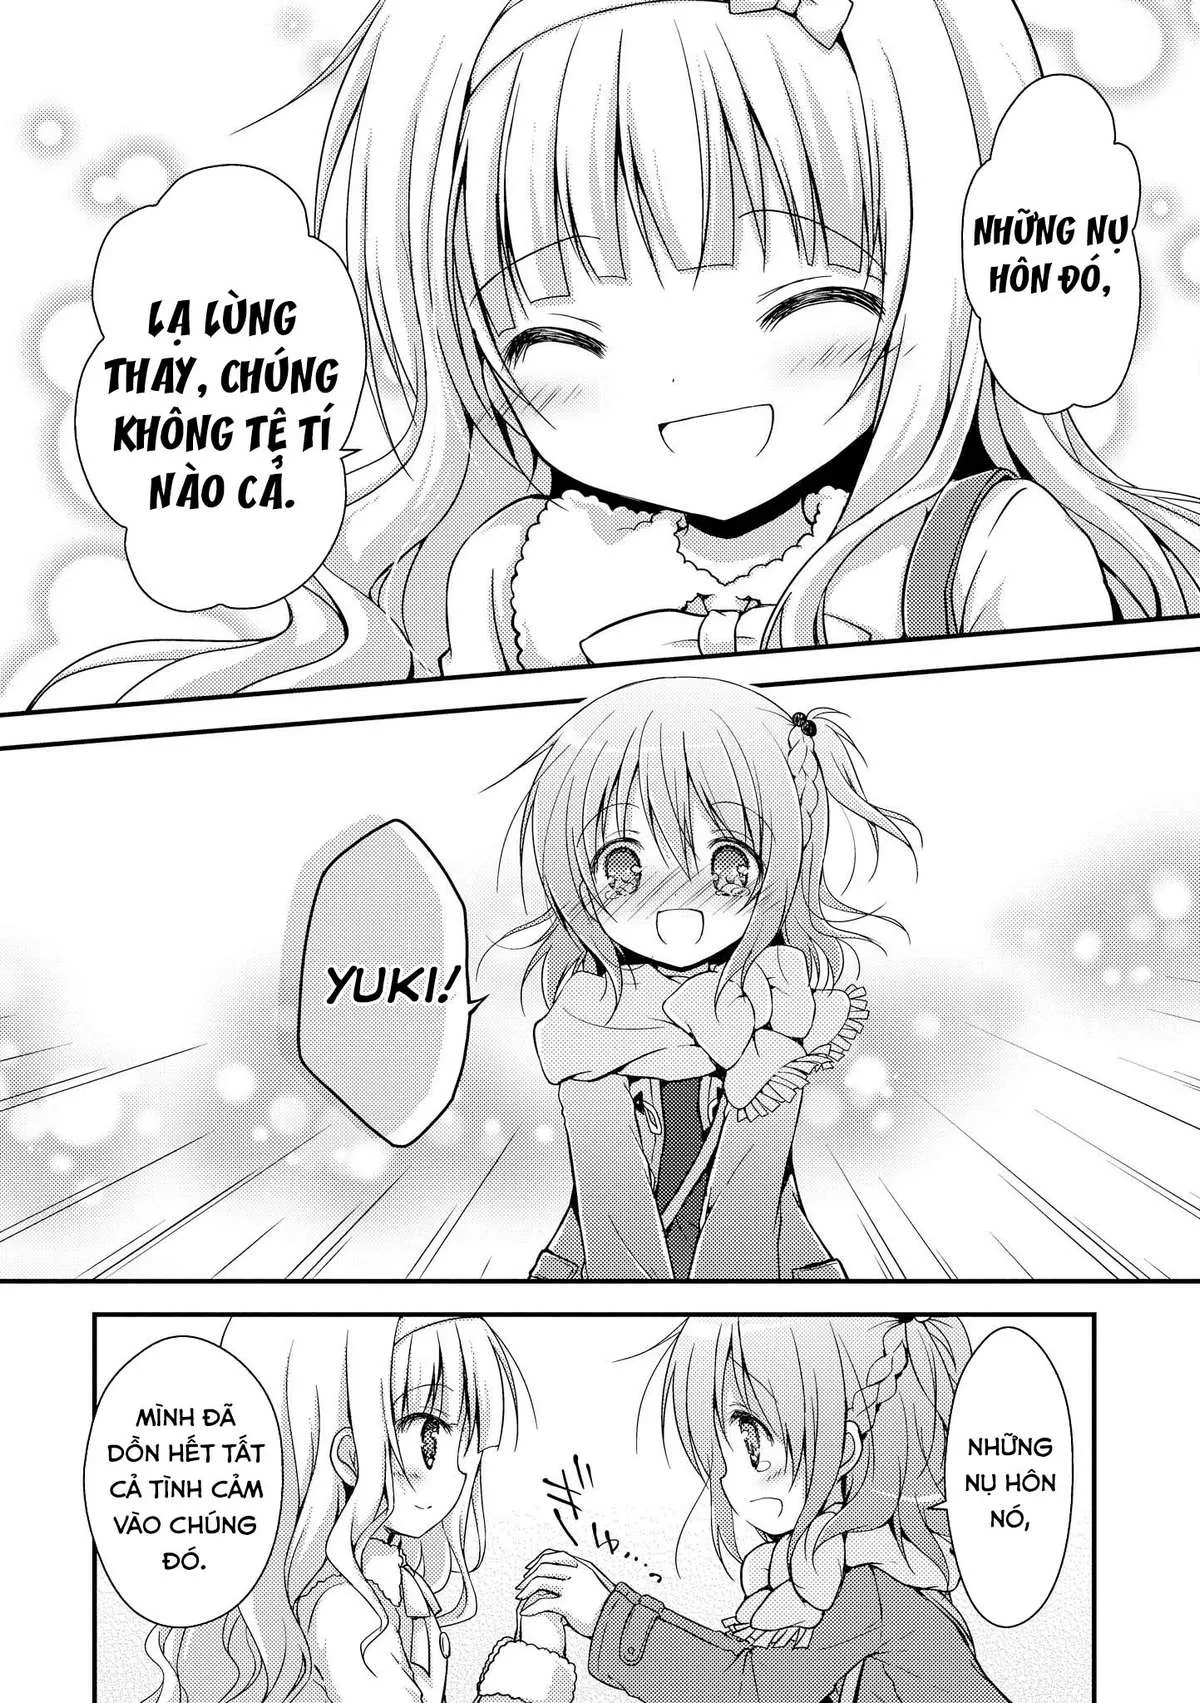 NHỮNG NỤ
HÔN ĐÓ,
LẠ LÙNG
THAY, CHÚNG
KHÔNG TỆ TÍ
NÀO CẢ.
YUKI!
NHỮNG
NỤ HÔN
NÓ,
MÌNH ĐÃ
DỒN HẾT TẤT
CẢ TÌNH CẢM
VÀO CHÚNG
ĐÓ.